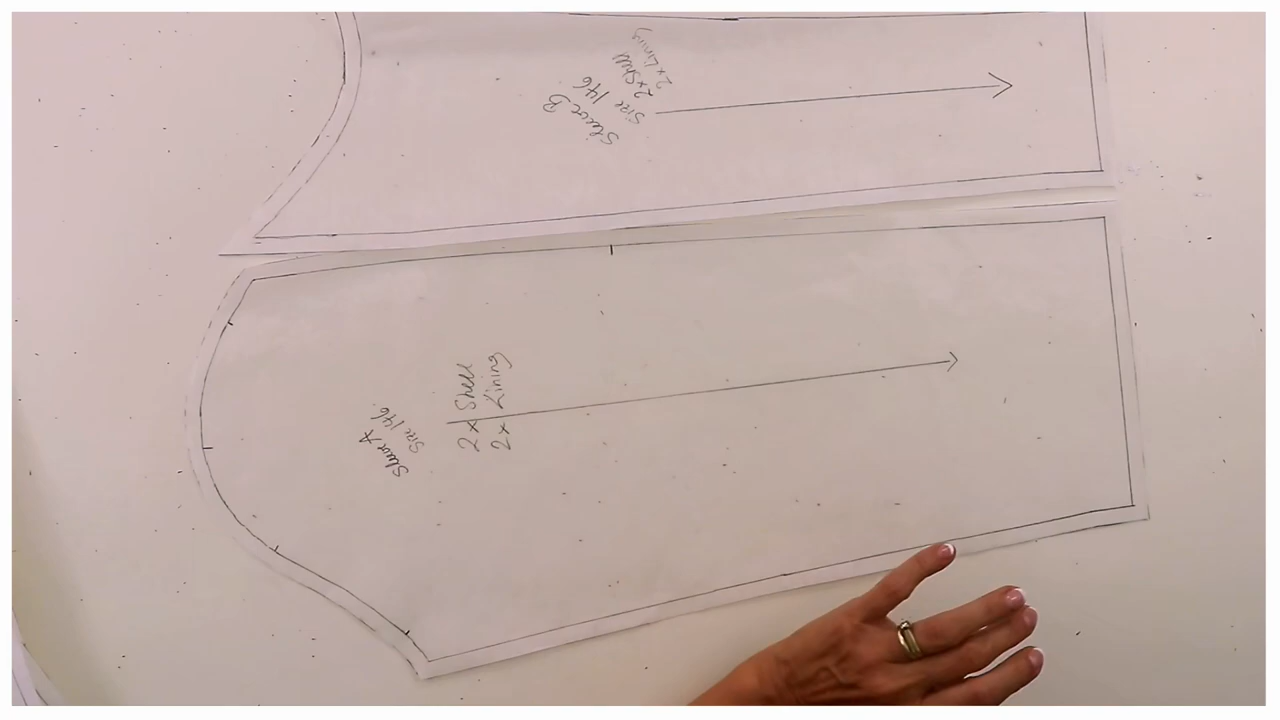 Sleeve B
Size 146
2x Shell
2x Lining
Sleeve A
Size 146
2x Shell
2x Lining